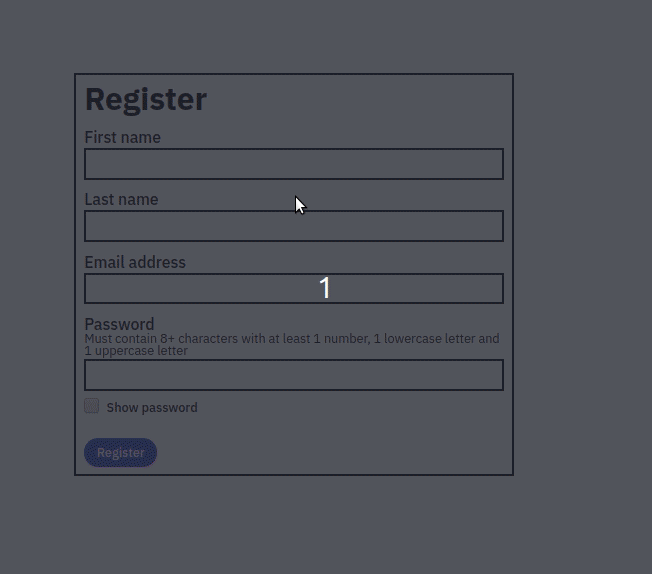 Register
First name
Last name
Email address
1
Password
Must contain 8+ characters with at least 1 number, 1 lowercase letter and
1 uppercase letter
Show password
Register